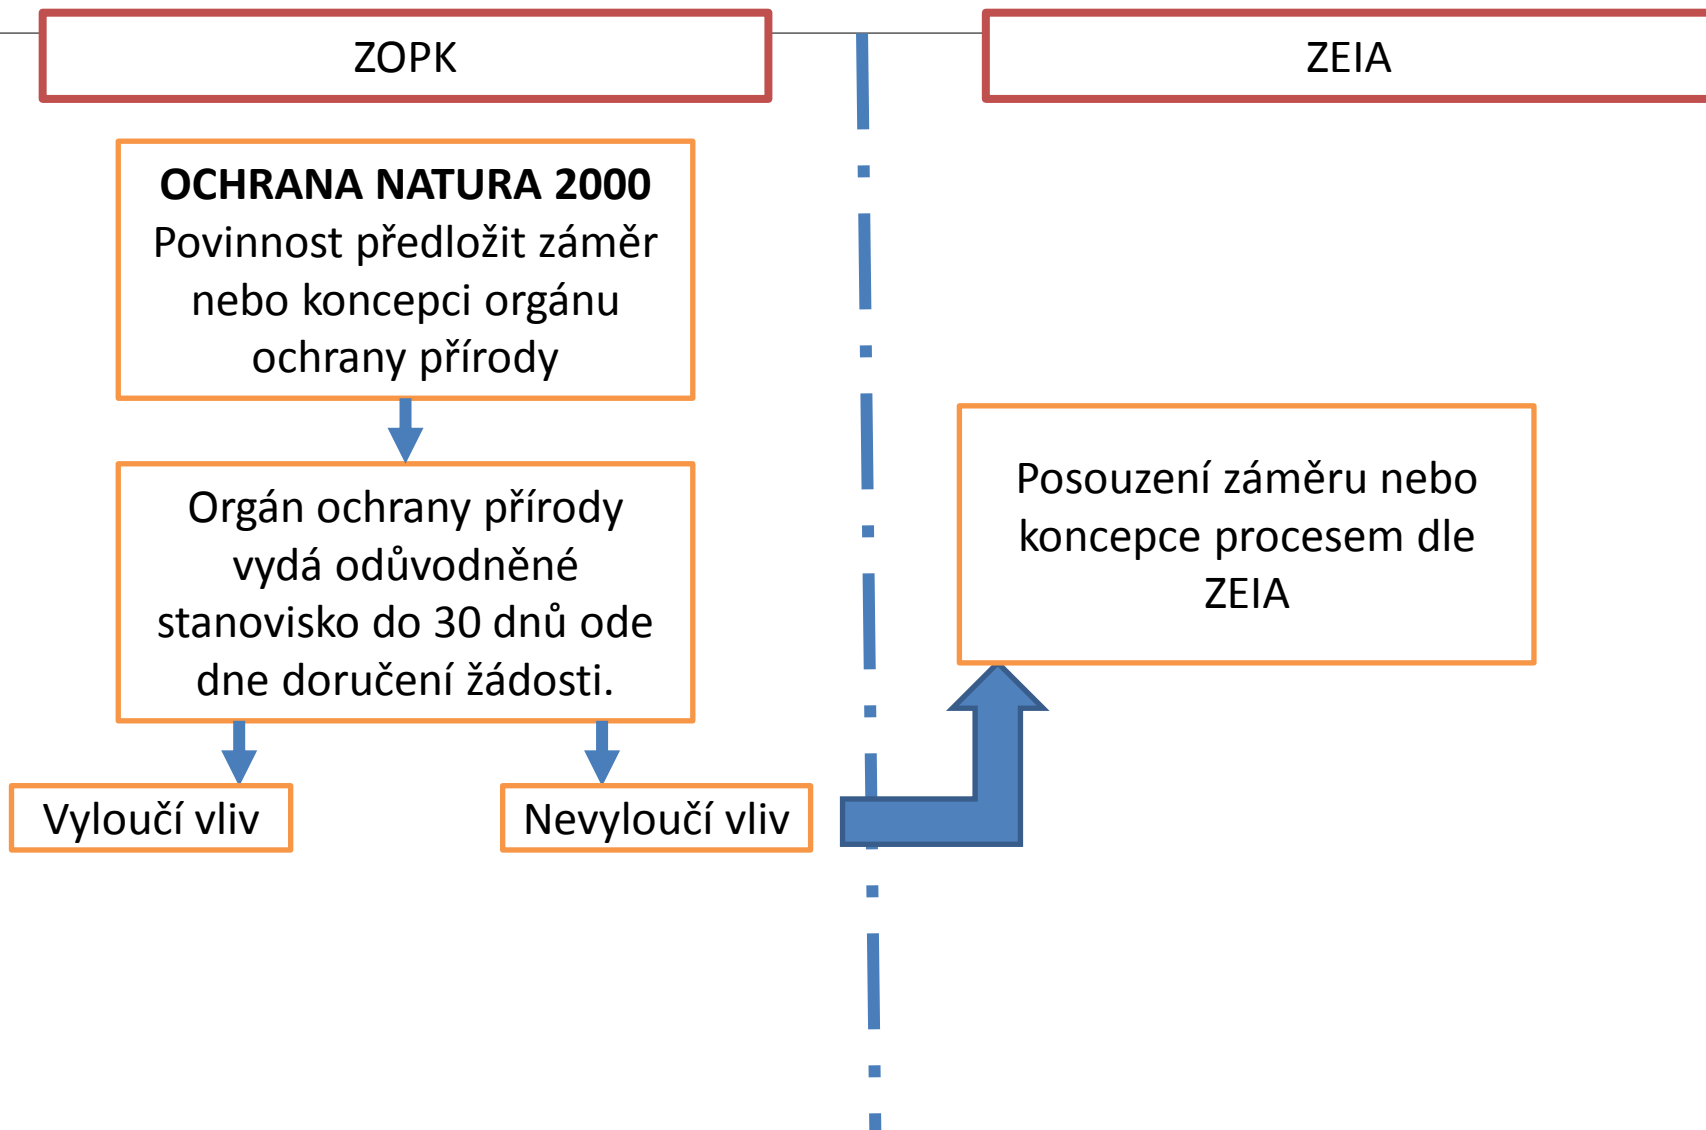 ZOPK
ZEIA
OCHRANA NATURA 2000
Povinnost předložit záměr
nebo koncepci orgánu
ochrany přírody
Orgán ochrany přírody
vydá odůvodněné
stanovisko do 30 dnů ode
dne doručení žádosti.
Vyloučí vliv
Nevyloučí vliv
Posouzení záměru nebo
koncepce procesem dle
ZEIA